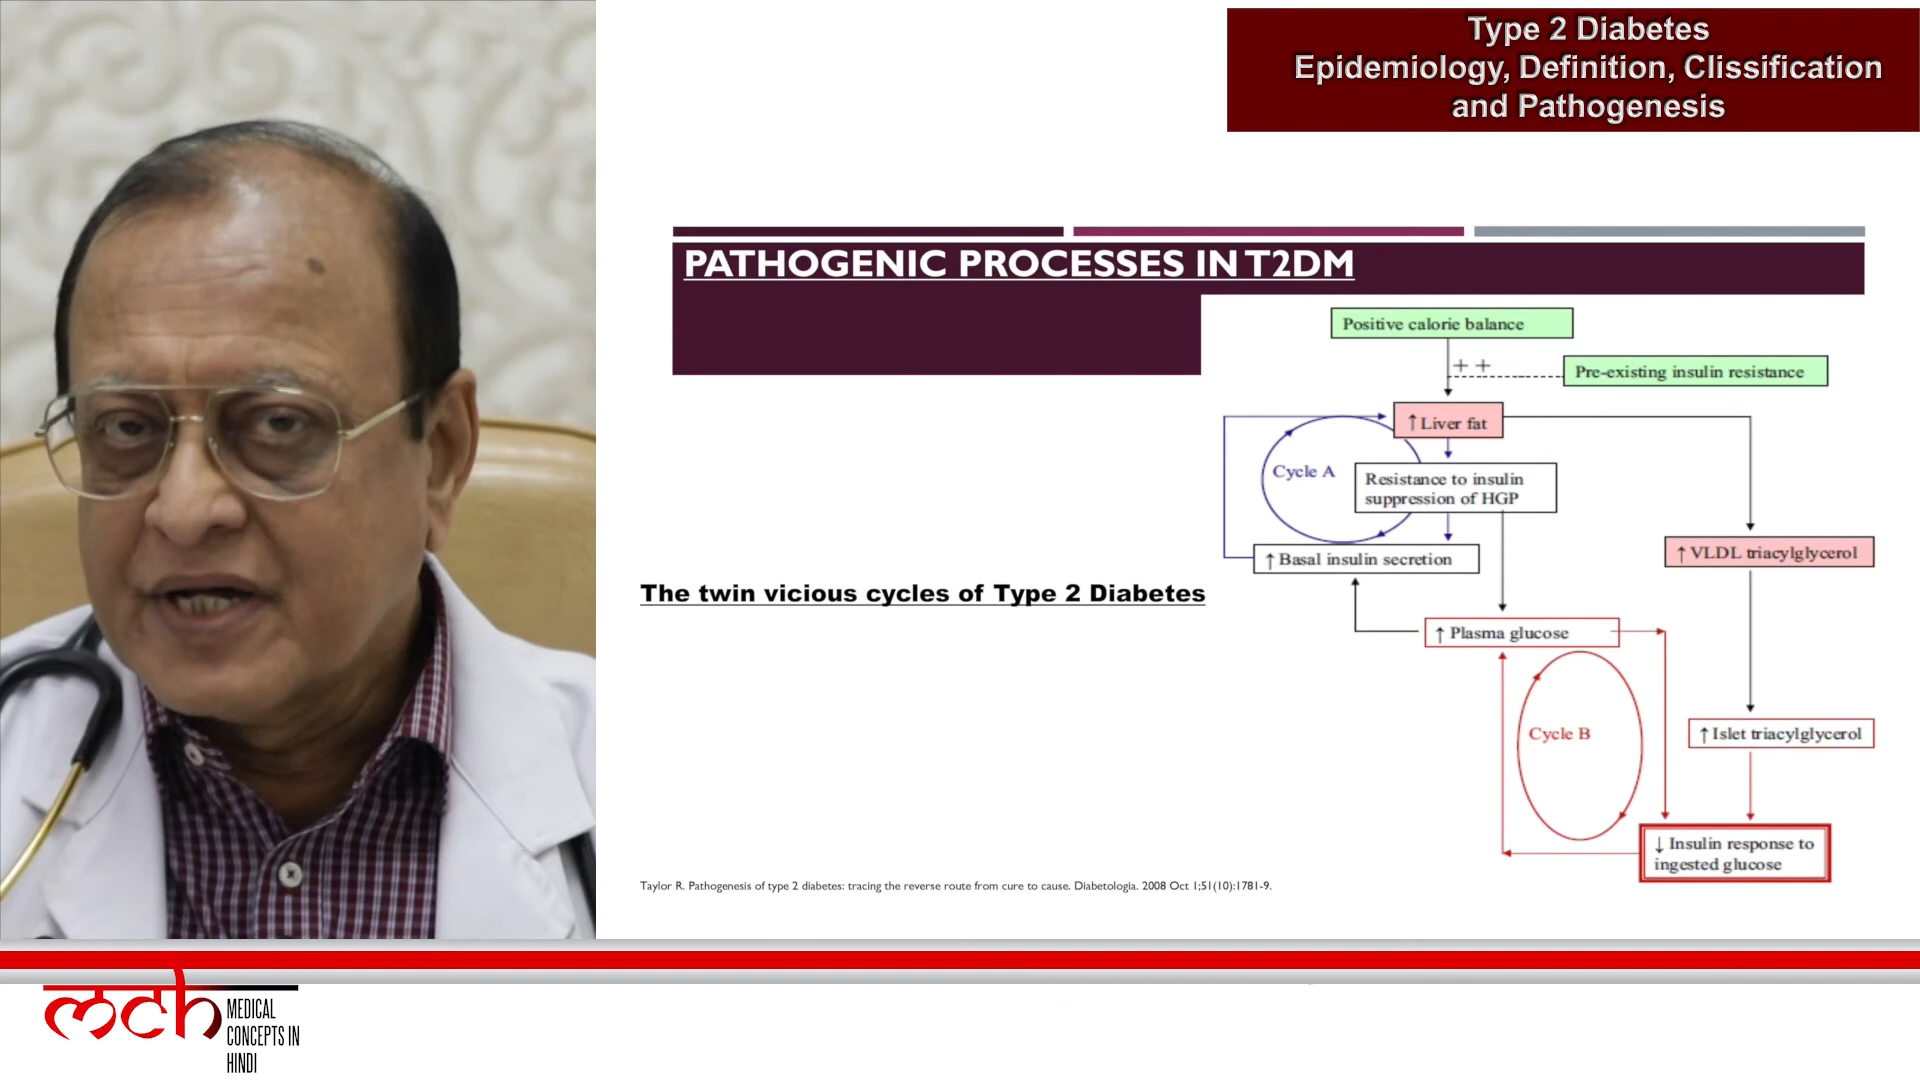 Type 2 Diabetes
Epidemiology, Definition, Clissification
and Pathogenesis
PATHOGENIC PROCESSES IN T2DM
Positive calorie balance
++
Pre-existing insulin resistance
↑ Liver fat
Cycle A
Resistance to insulin
suppression of HGP
↑ VLDL triacylglycerol
↑ Basal insulin secretion
The twin vicious cycles of Type 2 Diabetes
↑ Plasma glucose
Cycle B
↑ Islet triacylglycerol
↓ Insulin response to
ingested glucose
Taylor R. Pathogenesis of type 2 diabetes: tracing the reverse route from cure to cause. Diabetologia. 2008 Oct 1;51(10):1781-9.
mch
MEDICAL
CONCEPTS IN
HINDI